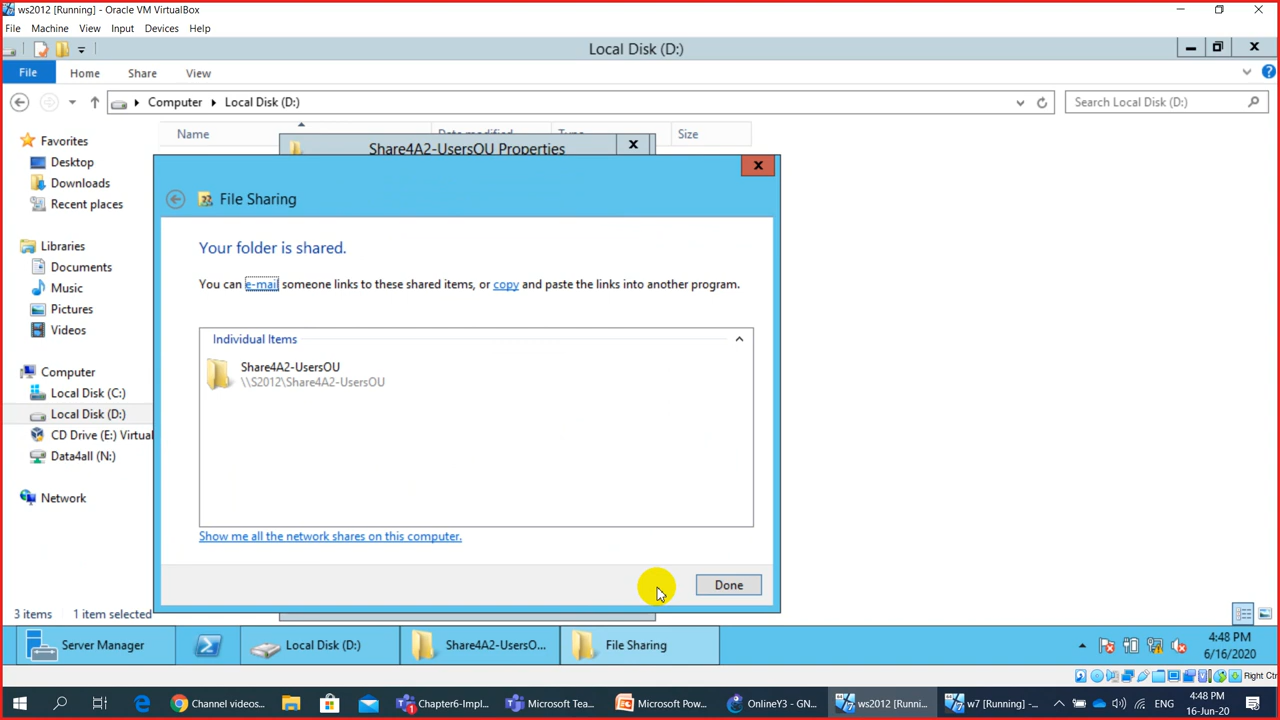 ws2012 [Running] - Oracle VM VirtualBox
File Machine View Input Devices Help
Local Disk (D:)
File Home Share View
Computer Local Disk (D:)
Search Local Disk (D:)
Name Date modified Type Size
Favorites
Desktop
Downloads
Recent places
Libraries
Documents
Music
Pictures
Videos
Computer
Local Disk (C:)
Local Disk (D:)
CD Drive (E:) Virtual
Data4all (N:)
Network
Share4A2-UsersOU Properties
File Sharing
Your folder is shared.
You can e-mail someone links to these shared items, or copy and paste the links into another program.
Individual Items
Share4A2-UsersOU
\\S2012\Share4A2-UsersOU
Show me all the network shares on this computer.
Done
3 items 1 item selected
Server Manager
Local Disk (D:)
Share4A2-UsersO...
File Sharing
4:48 PM
6/16/2020
Right Ctr
Channel videos...
Chapter6-Impl...
Microsoft Tea...
Microsoft Pow...
OnlineY3 - GN...
ws2012 [Runni...
w7 [Running] -...
ENG
4:48 PM
16-Jun-20